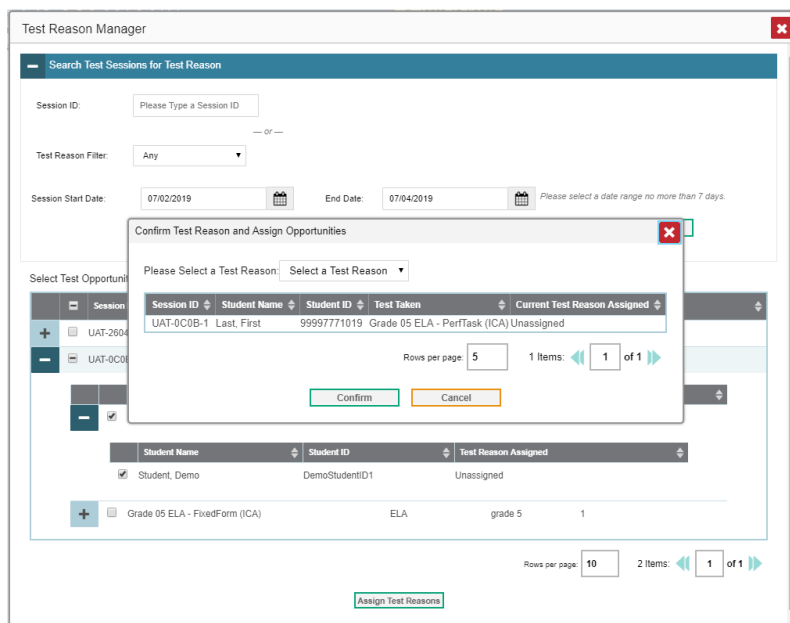 Test Reason Manager
Search Test Sessions for Test Reason
Session ID: Please Type a Session ID
— or —
Test Reason Filter: Any
Session Start Date: 07/02/2019 End Date: 07/04/2019 Please select a date range no more than 7 days.
Confirm Test Reason and Assign Opportunities
Please Select a Test Reason: Select a Test Reason
Session ID Student Name Student ID Test Taken Current Test Reason Assigned
UAT-0C0B-1 Last, First 99997771019 Grade 05 ELA - PerfTask (ICA) Unassigned
Rows per page: 5 1 Items: 1 of 1
Confirm Cancel
Select Test Opportuni
Session
UAT-2604
UAT-0C0B
Student Name Student ID Test Reason Assigned
Student, Demo DemoStudentID1 Unassigned
Grade 05 ELA - FixedForm (ICA) ELA grade 5 1
Rows per page: 10 2 Items: 1 of 1
Assign Test Reasons